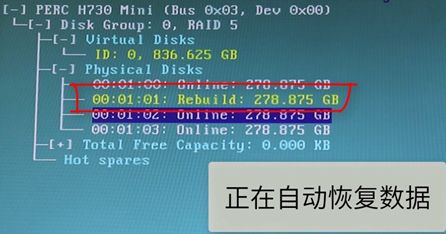 [-] PERC H730 Mini (Bus 0x03, Dev 0x00)
[-] Disk Group: 0, RAID 5
[-] Virtual Disks
ID: 0, 836.625 GB
[-] Physical Disks
00:01:00: Online: 278.875 GB
00:01:01: Rebuild: 278.875 GB
00:01:02: Online: 278.875 GB
00:01:03: Online: 278.875 GB
[+] Total Free Capacity: 0.000 KB
Hot spares
正在自动恢复数据